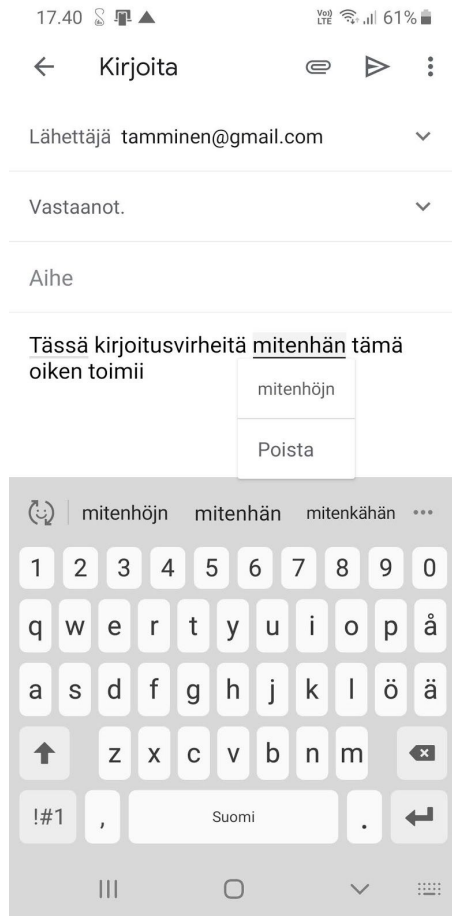 17.40 Vo)) LTE 61%
Kirjoita
Lähettäjä tamminen@gmail.com
Vastaanot.
Aihe
Tässä kirjoitusvirheitä mitenhän tämä
oiken toimii
mitenhöjn
Poista
mitenhöjn mitenhän mitenkähän
1 2 3 4 5 6 7 8 9 0
q w e r t y u i o p å
a s d f g h j k l ö ä
z x c v b n m
!#1 , Suomi .